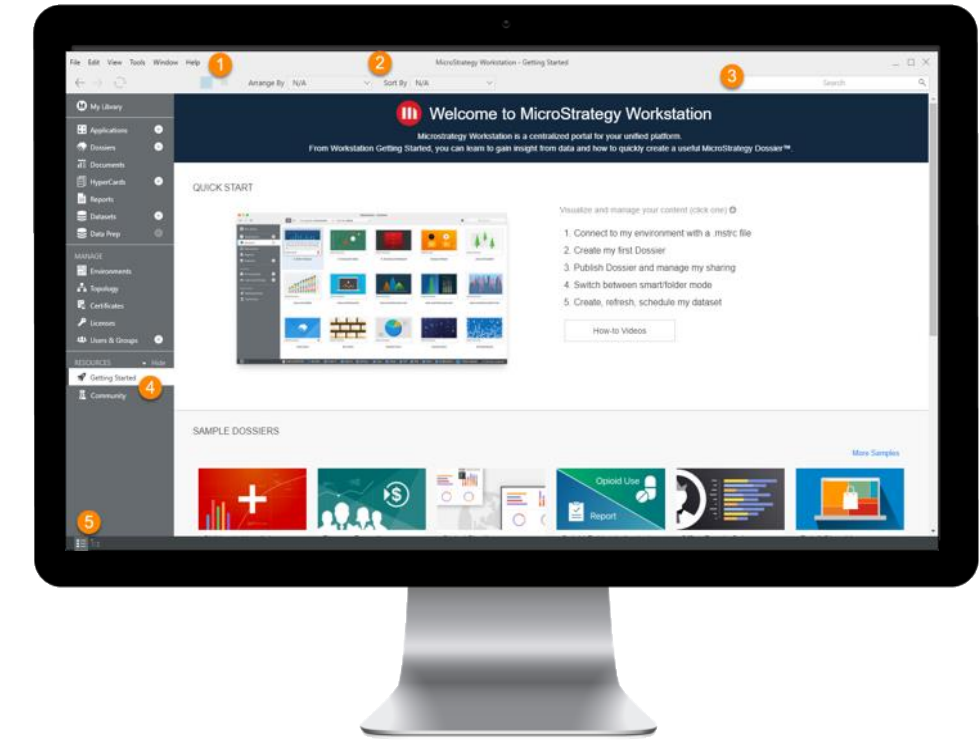 File Edit View Tools Window Help
MicroStrategy Workstation - Getting Started
1
2
3
Arrange By N/A
Sort By N/A
Search
My Library
Applications
Dossiers
Documents
HyperCards
Reports
Datasets
Data Prep
MANAGE
Environments
Topology
Certificates
Licenses
Users & Groups
RESOURCES Hide
Getting Started
4
Community
5
Welcome to MicroStrategy Workstation
Microstrategy Workstation is a centralized portal for your unified platform.
From Workstation Getting Started, you can learn to gain insight from data and how to quickly create a useful MicroStrategy Dossier™.
QUICK START
Visualize and manage your content (click one)
1. Connect to my environment with a .mstrc file
2. Create my first Dossier
3. Publish Dossier and manage my sharing
4. Switch between smart/folder mode
5. Create, refresh, schedule my dataset
How-to Videos
SAMPLE DOSSIERS
More Samples
Opioid Use
Report